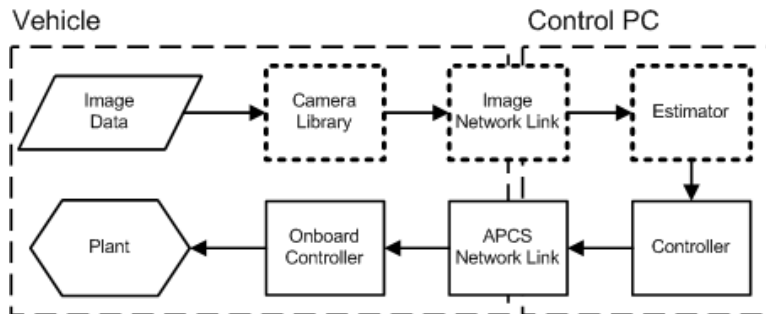 Vehicle
Control PC
Image
Data
Camera
Library
Image
Network Link
Estimator
Plant
Onboard
Controller
APCS
Network Link
Controller